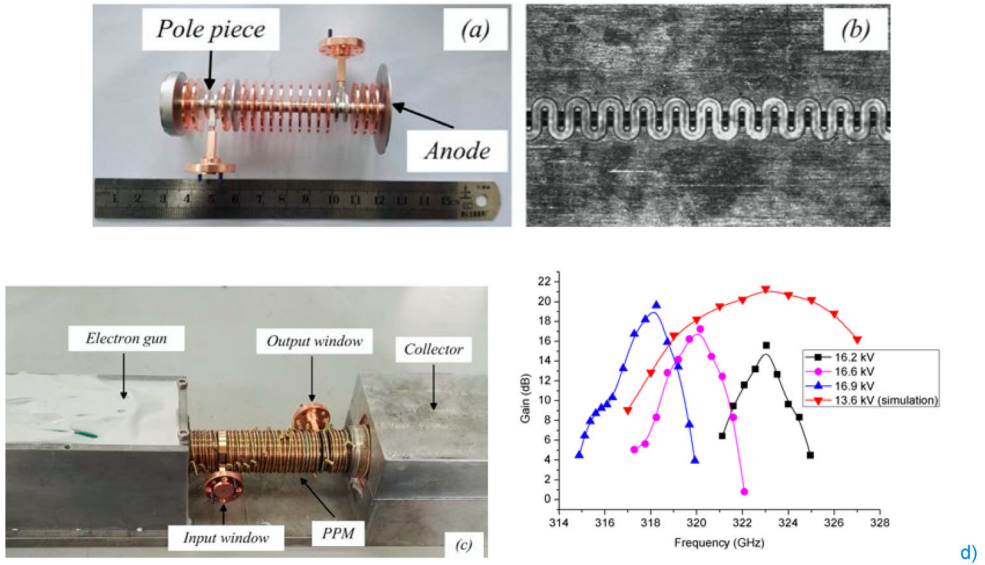 Pole piece
(a)
Anode
1 2 3 4 5 6 7 8 9 10 11 12 13 14 15
(b)
Electron gun
Output window
Collector
Input window
PPM
(c)
Gain (dB)
22
20
18
16
14
12
10
8
6
4
2
0
16.2 kV
16.6 kV
16.9 kV
13.6 kV (simulation)
314 316 318 320 322 324 326 328
Frequency (GHz)
d)